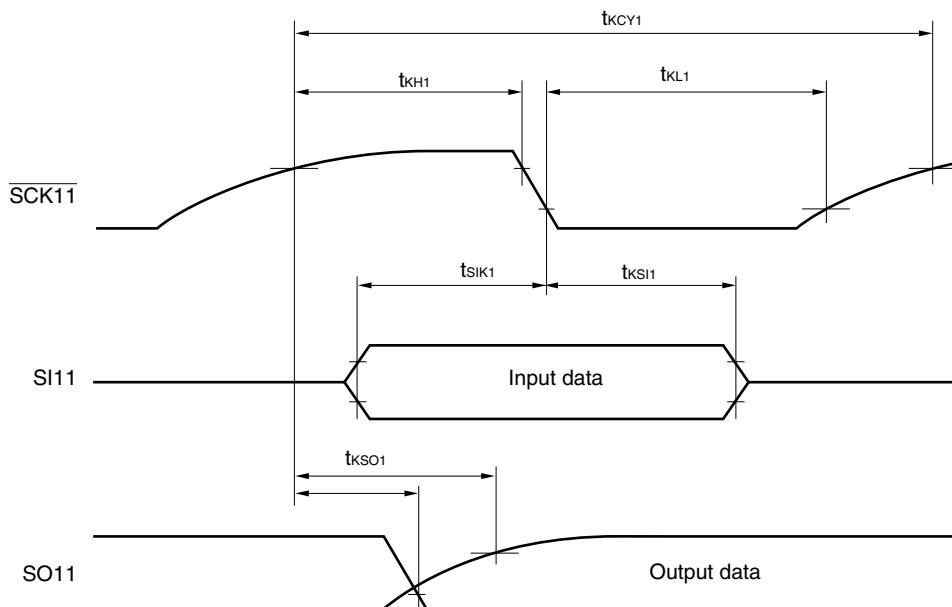 tKCY1
tKH1
tKL1
SCK11
tSIK1
tKSI1
SI11
Input data
tKSO1
SO11
Output data